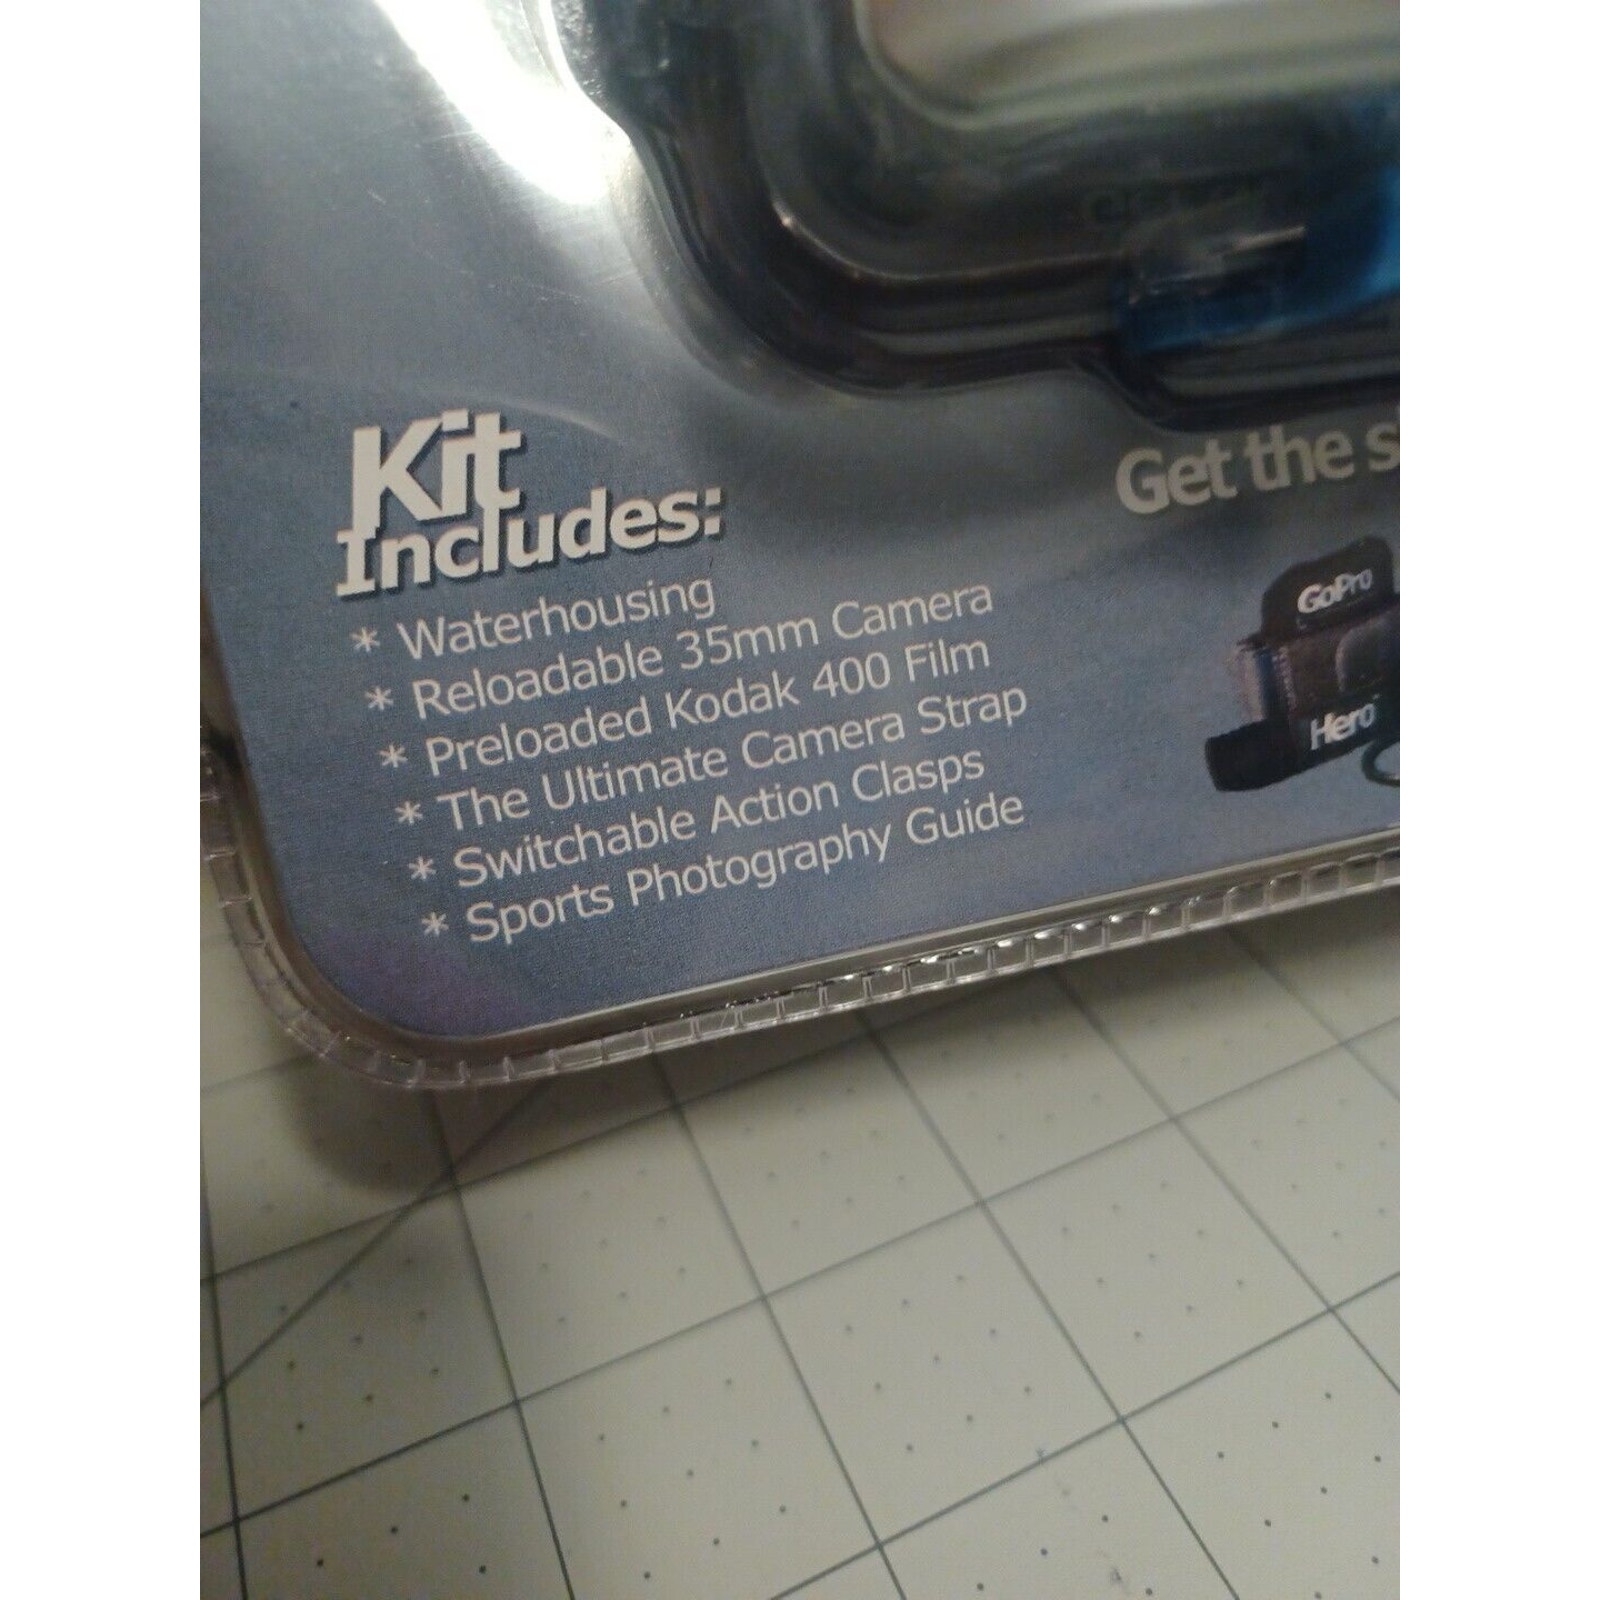 Kit
Includes:
* Waterhousing
* Reloadable 35mm Camera
* Preloaded Kodak 400 Film
* The Ultimate Camera Strap
* Switchable Action Clasps
* Sports Photography Guide
Get the
GoPro
Hero